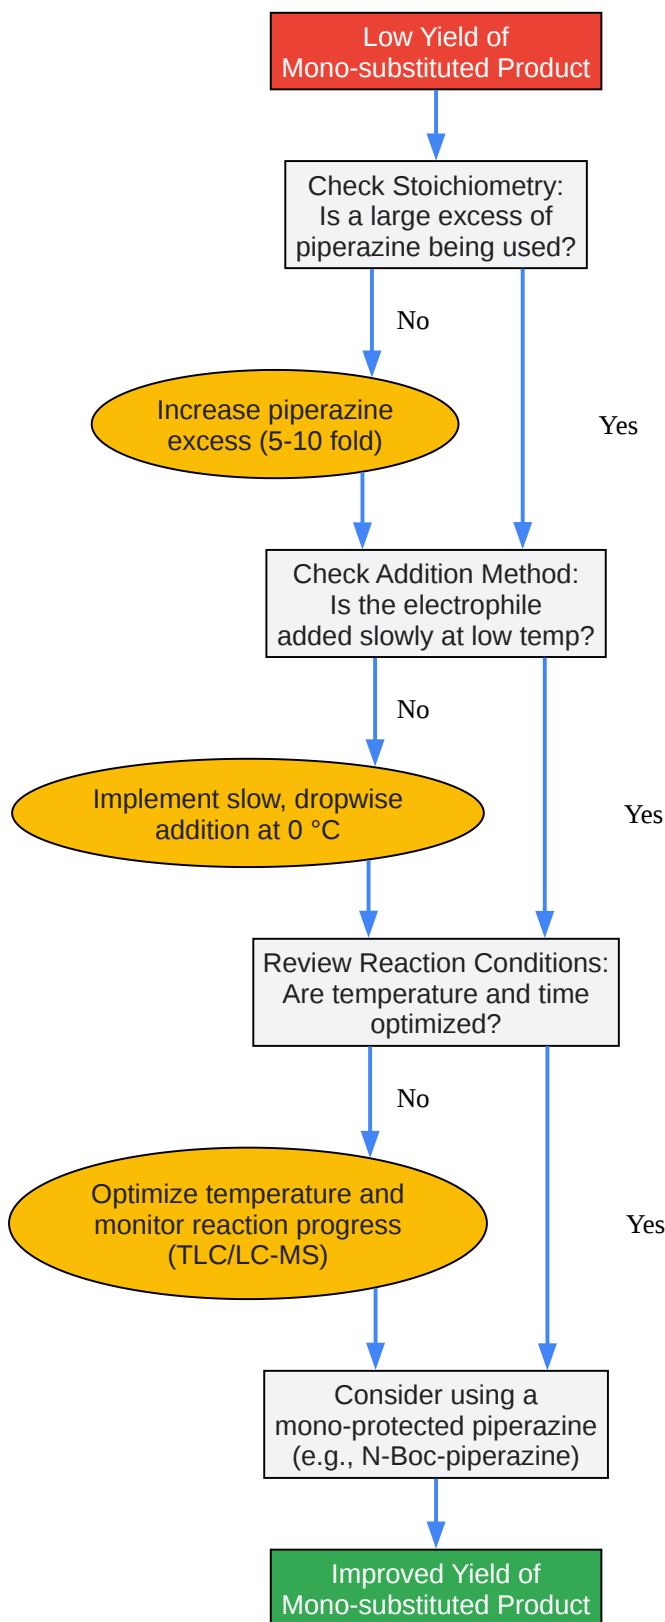 Low Yield of
Mono-substituted Product
Check Stoichiometry:
Is a large excess of
piperazine being used?
No
Increase piperazine
excess (5-10 fold)
Yes
Check Addition Method:
Is the electrophile
added slowly at low temp?
No
Implement slow, dropwise
addition at 0 °C
Yes
Review Reaction Conditions:
Are temperature and time
optimized?
No
Optimize temperature and
monitor reaction progress
(TLC/LC-MS)
Yes
Consider using a
mono-protected piperazine
(e.g., N-Boc-piperazine)
Improved Yield of
Mono-substituted Product